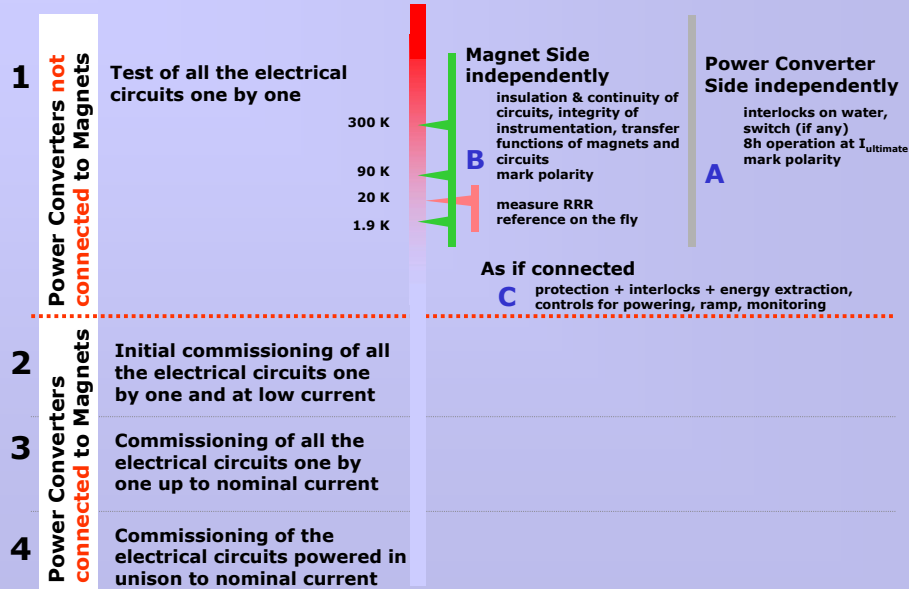 1
Power Converters not
connected to Magnets
Test of all the electrical
circuits one by one
300 K
90 K
20 K
1.9 K
Magnet Side
independently
insulation & continuity of
circuits, integrity of
instrumentation, transfer
functions of magnets and
circuits
mark polarity
B
measure RRR
reference on the fly
Power Converter
Side independently
interlocks on water,
switch (if any)
8h operation at Iultimate
mark polarity
A
As if connected
C
protection + interlocks + energy extraction,
controls for powering, ramp, monitoring
Power Converters
connected to Magnets
2
Initial commissioning of all
the electrical circuits one
by one and at low current
3
Commissioning of all the
electrical circuits one by
one up to nominal current
4
Commissioning of the
electrical circuits powered in
unison to nominal current